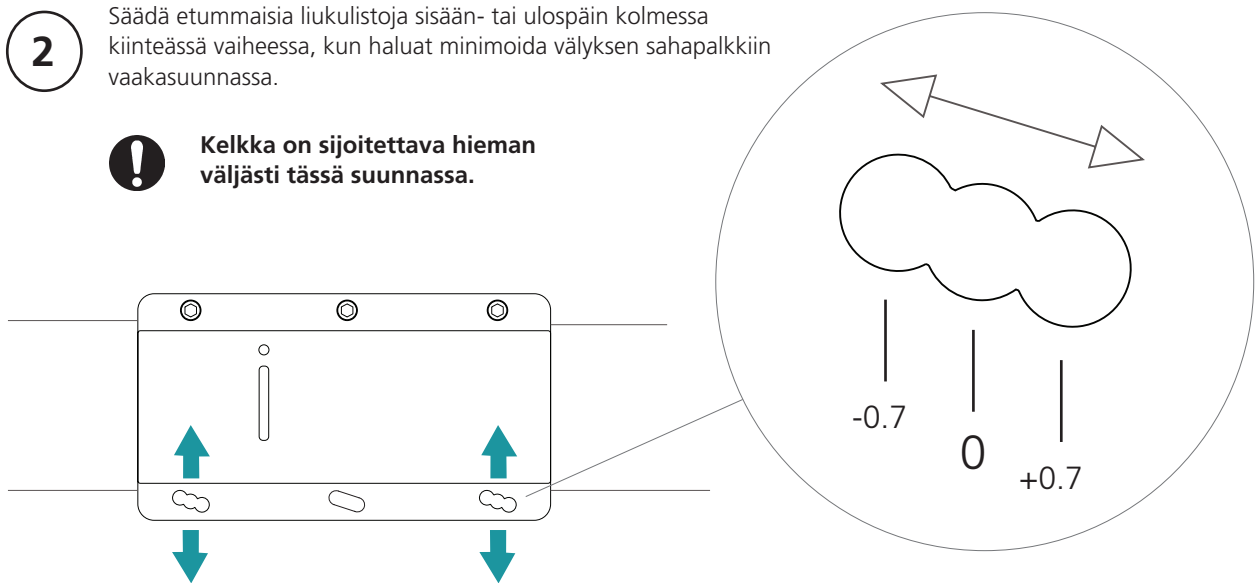 2
Säädä etummaisia liukulistoja sisään- tai ulospäin kolmessa
kiinteässä vaiheessa, kun haluat minimoida välyksen sahapalkkiin
vaakasuunnassa.
Kelkka on sijoitettava hieman
väljästi tässä suunnassa.
-0.7
0
+0.7